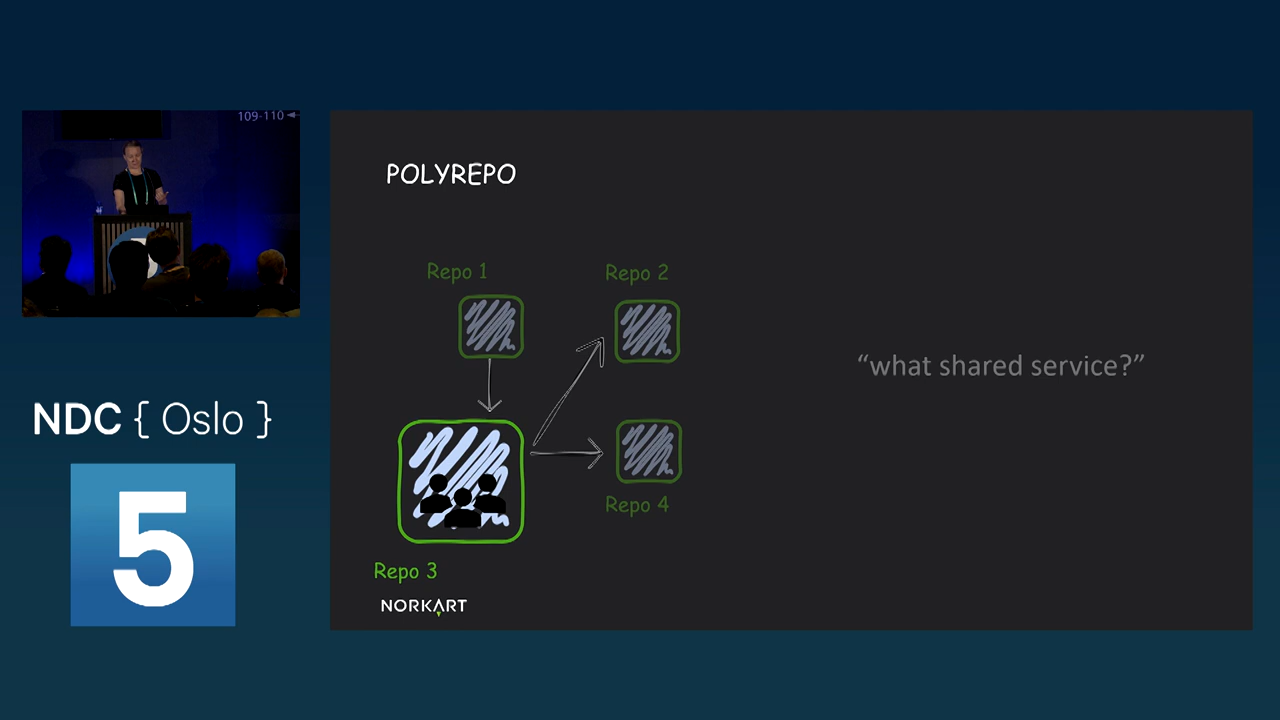 109-110
POLYREPO
Repo 1
Repo 2
“what shared service?”
Repo 4
Repo 3
NORKART
NDC { Oslo }
5